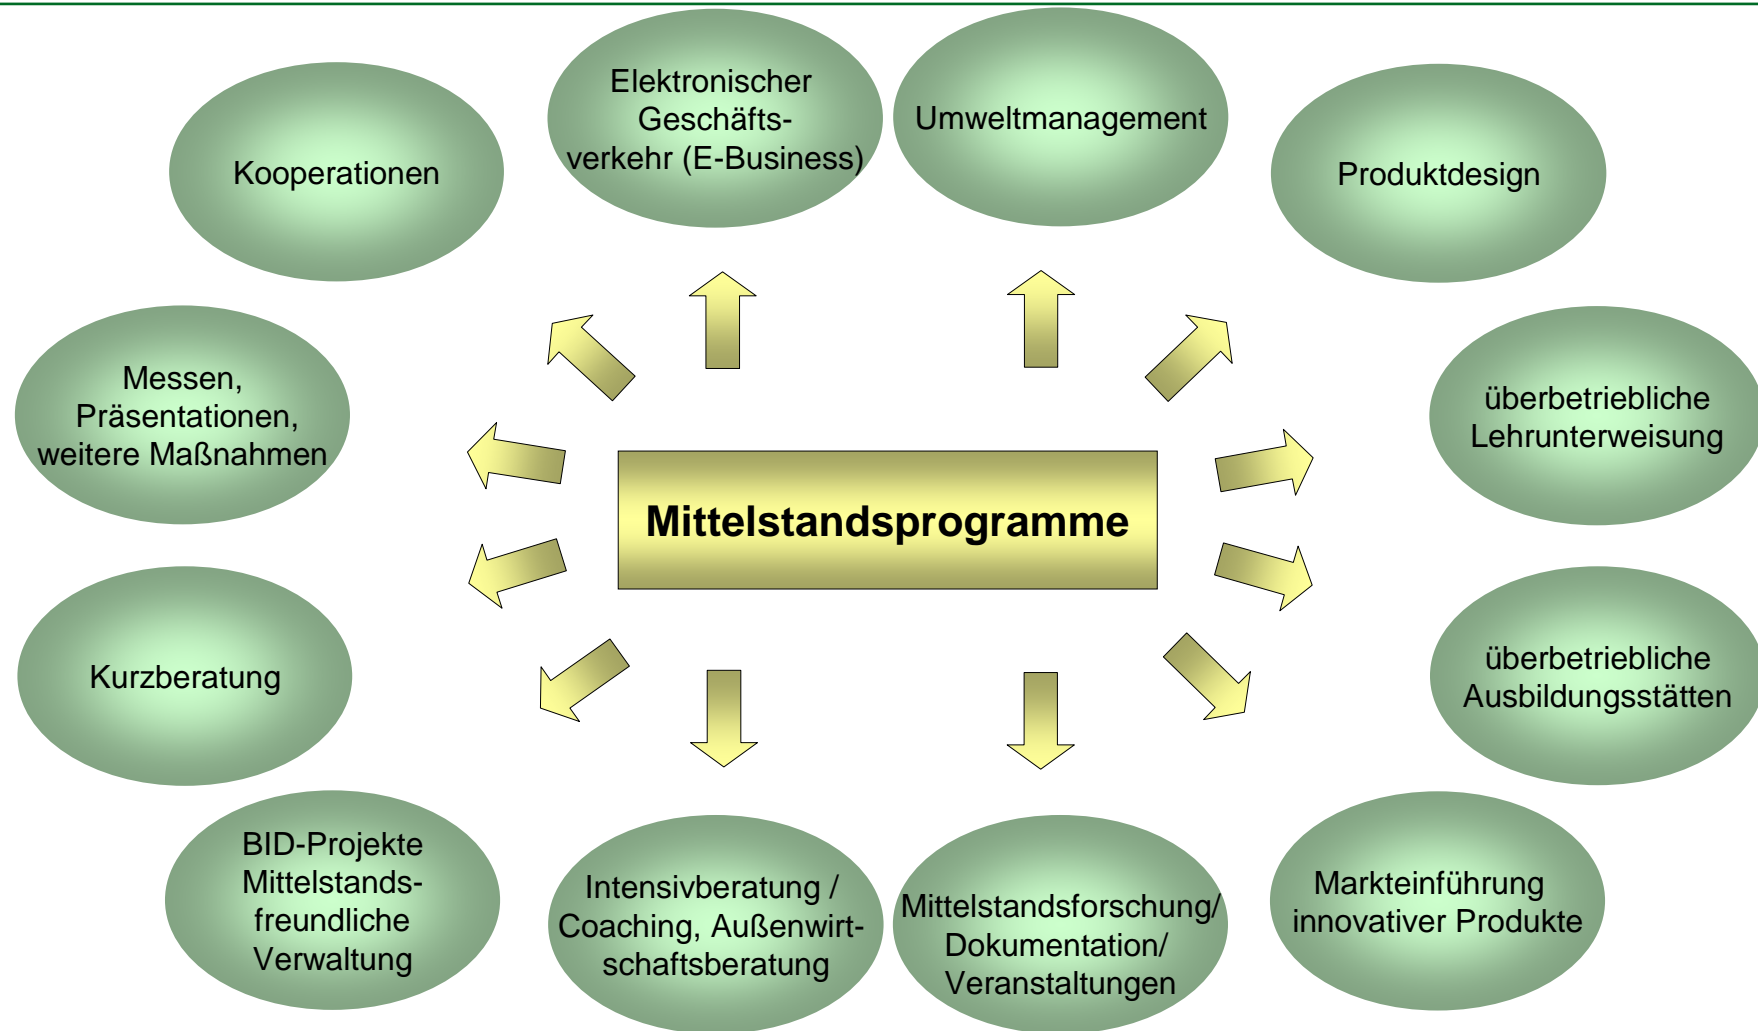 Elektronischer
Geschäfts-
verkehr (E-Business)
Umweltmanagement
Kooperationen
Produktdesign
Messen,
Präsentationen,
weitere Maßnahmen
überbetriebliche
Lehrunterweisung
Mittelstandsprogramme
Kurzberatung
überbetriebliche
Ausbildungsstätten
BID-Projekte
Mittelstands-
freundliche
Verwaltung
Intensivberatung /
Coaching, Außenwirt-
schaftsberatung
Mittelstandsforschung/
Dokumentation/
Veranstaltungen
Markteinführung
innovativer Produkte